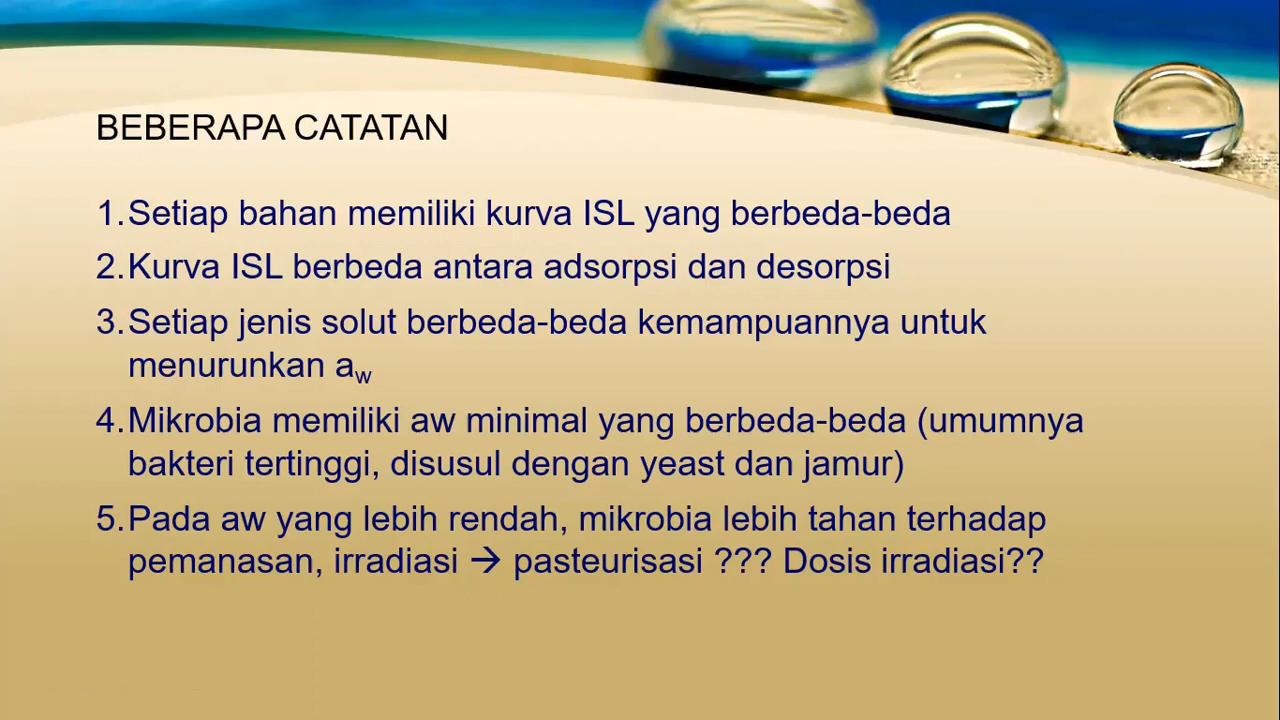 BEBERAPA CATATAN
1.Setiap bahan memiliki kurva ISL yang berbeda-beda
2.Kurva ISL berbeda antara adsorpsi dan desorpsi
3.Setiap jenis solut berbeda-beda kemampuannya untuk
menurunkan aw
4.Mikrobia memiliki aw minimal yang berbeda-beda (umumnya
bakteri tertinggi, disusul dengan yeast dan jamur)
5.Pada aw yang lebih rendah, mikrobia lebih tahan terhadap
pemanasan, irradiasi → pasteurisasi ??? Dosis irradiasi??